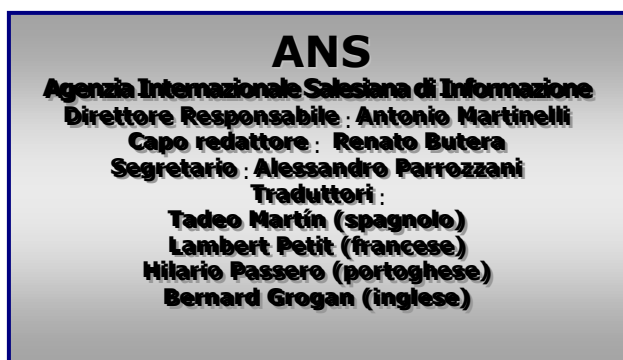 ANS
Agenzia Internazionale Salesiana di Informazione
Direttore Responsabile : Antonio Martinelli
Capo redattore : Renato Butera
Segretario : Alessandro Parrozzani
Traduttori :
Tadeo Martín (spagnolo)
Lambert Petit (francese)
Hilario Passero (portoghese)
Bernard Grogan (inglese)